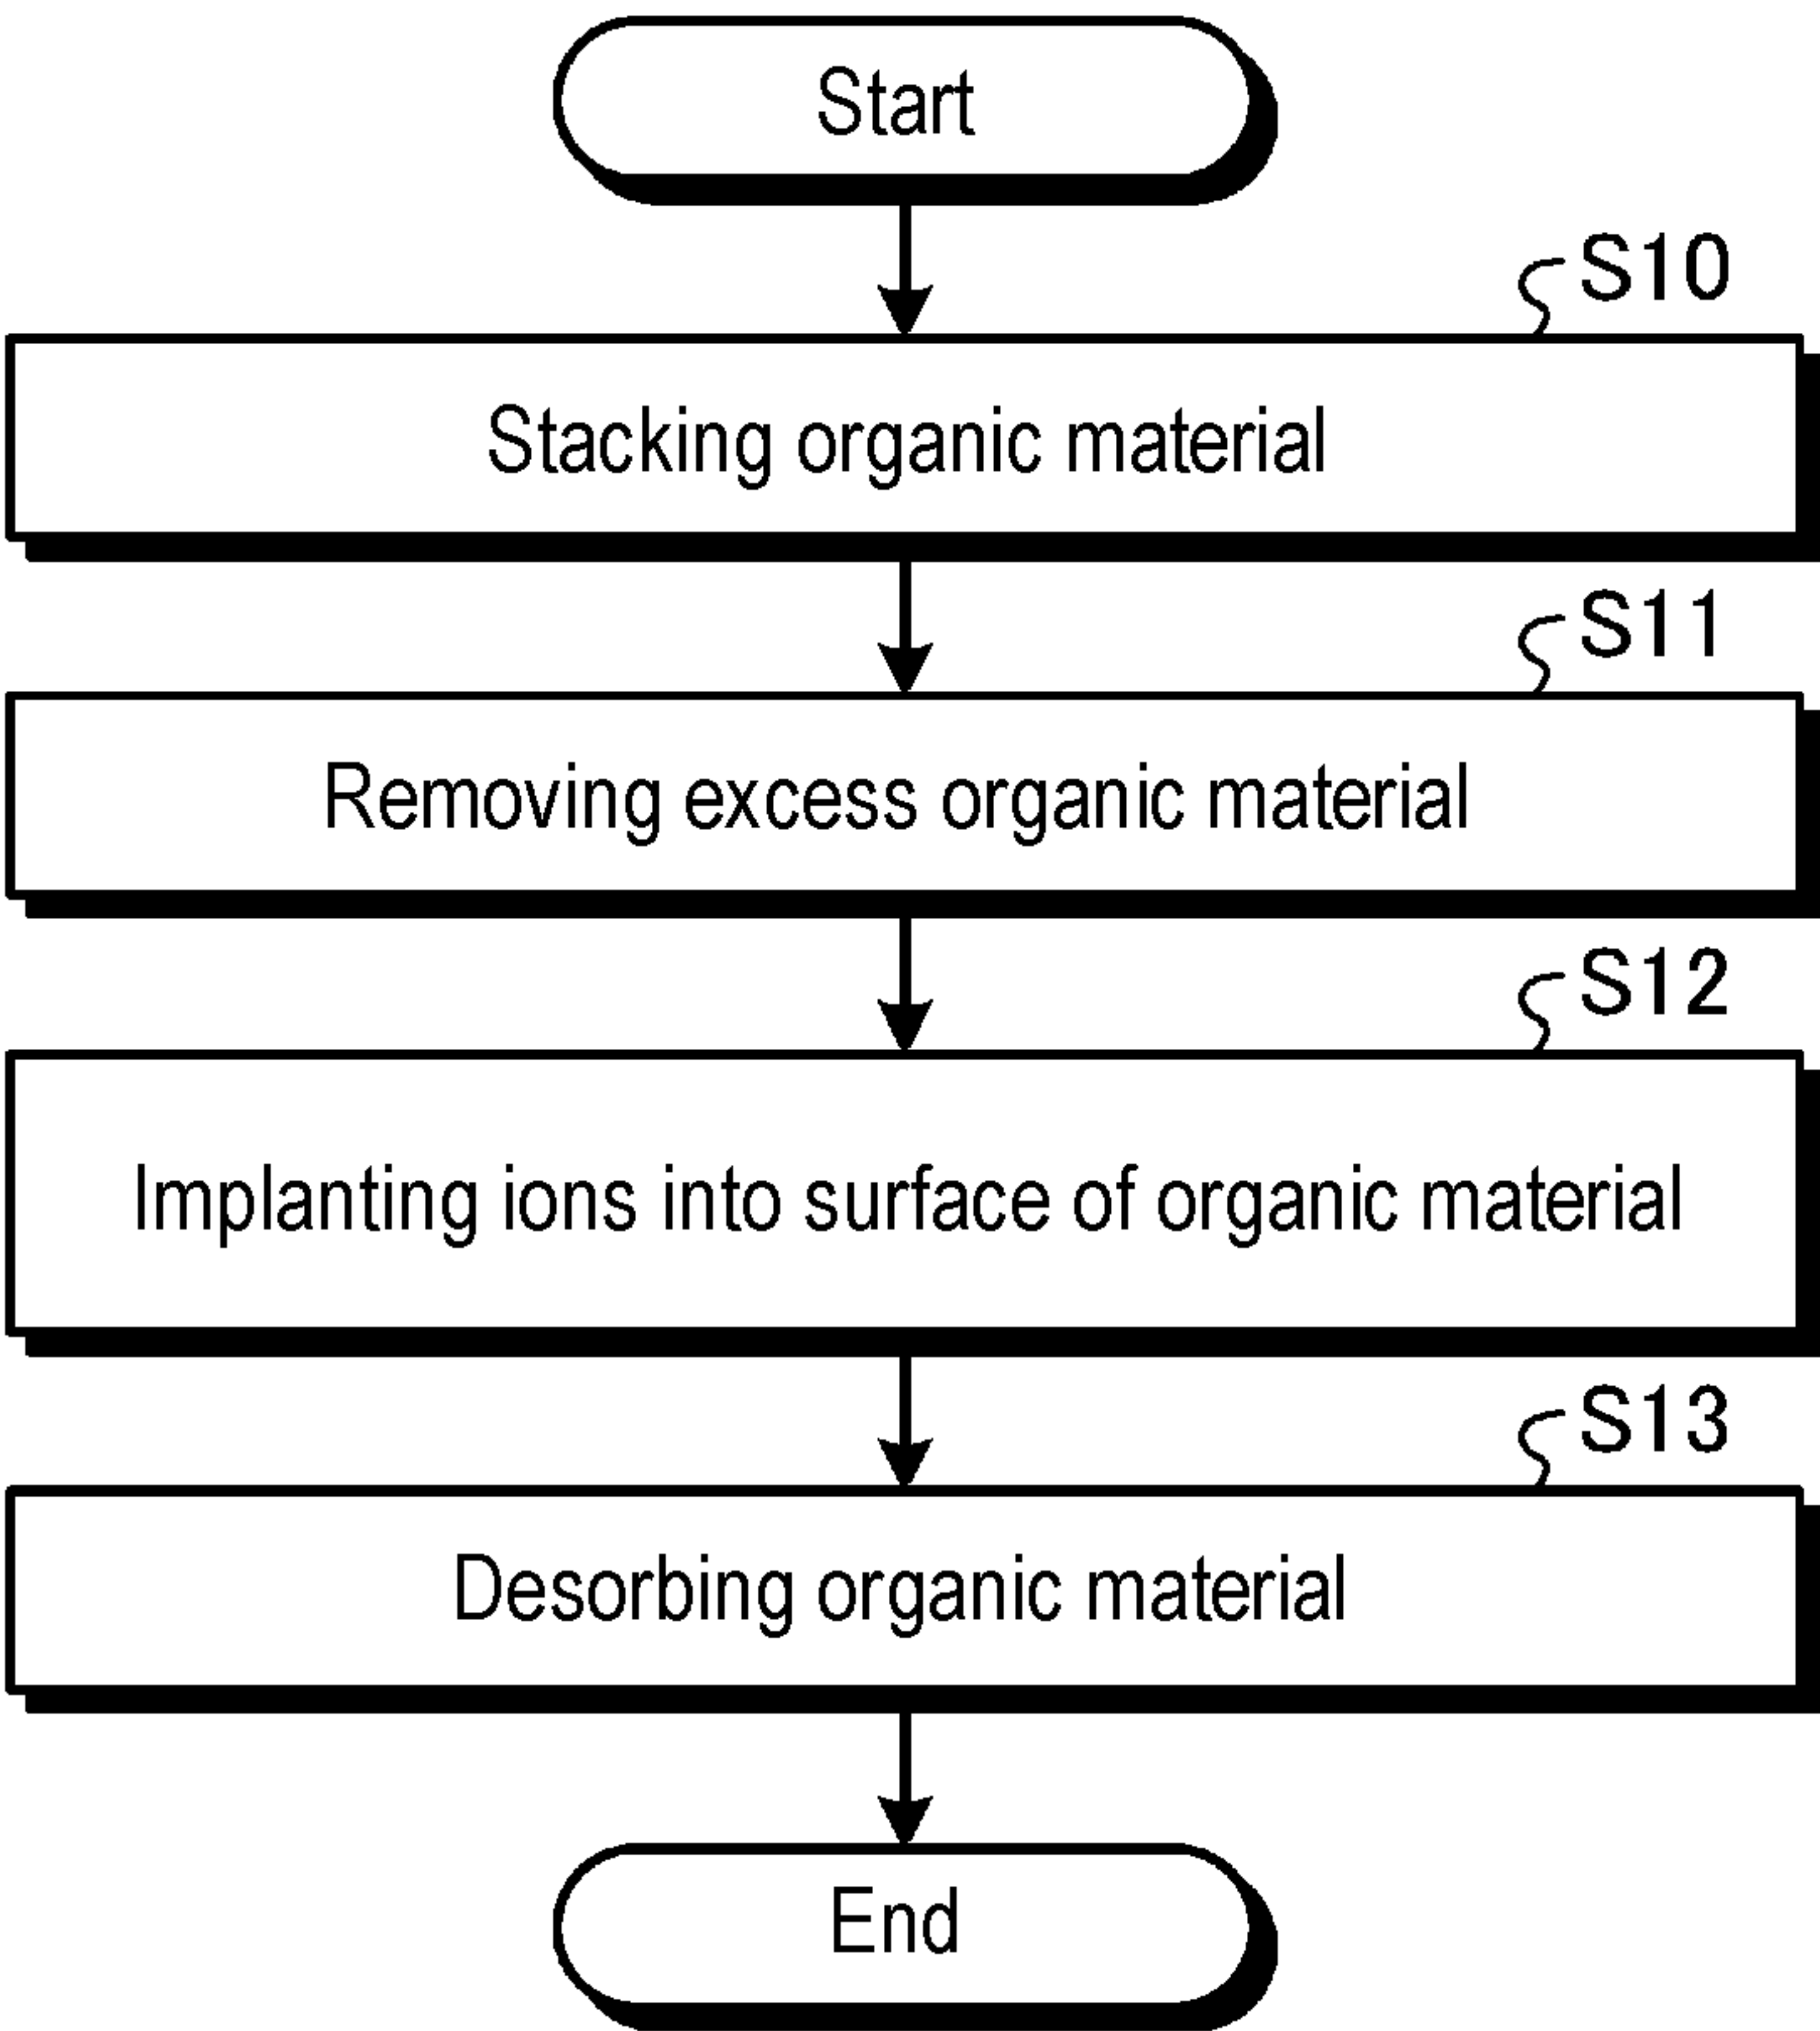 Start
S10
Stacking organic material
S11
Removing excess organic material
S12
Implanting ions into surface of organic material
S13
Desorbing organic material
End